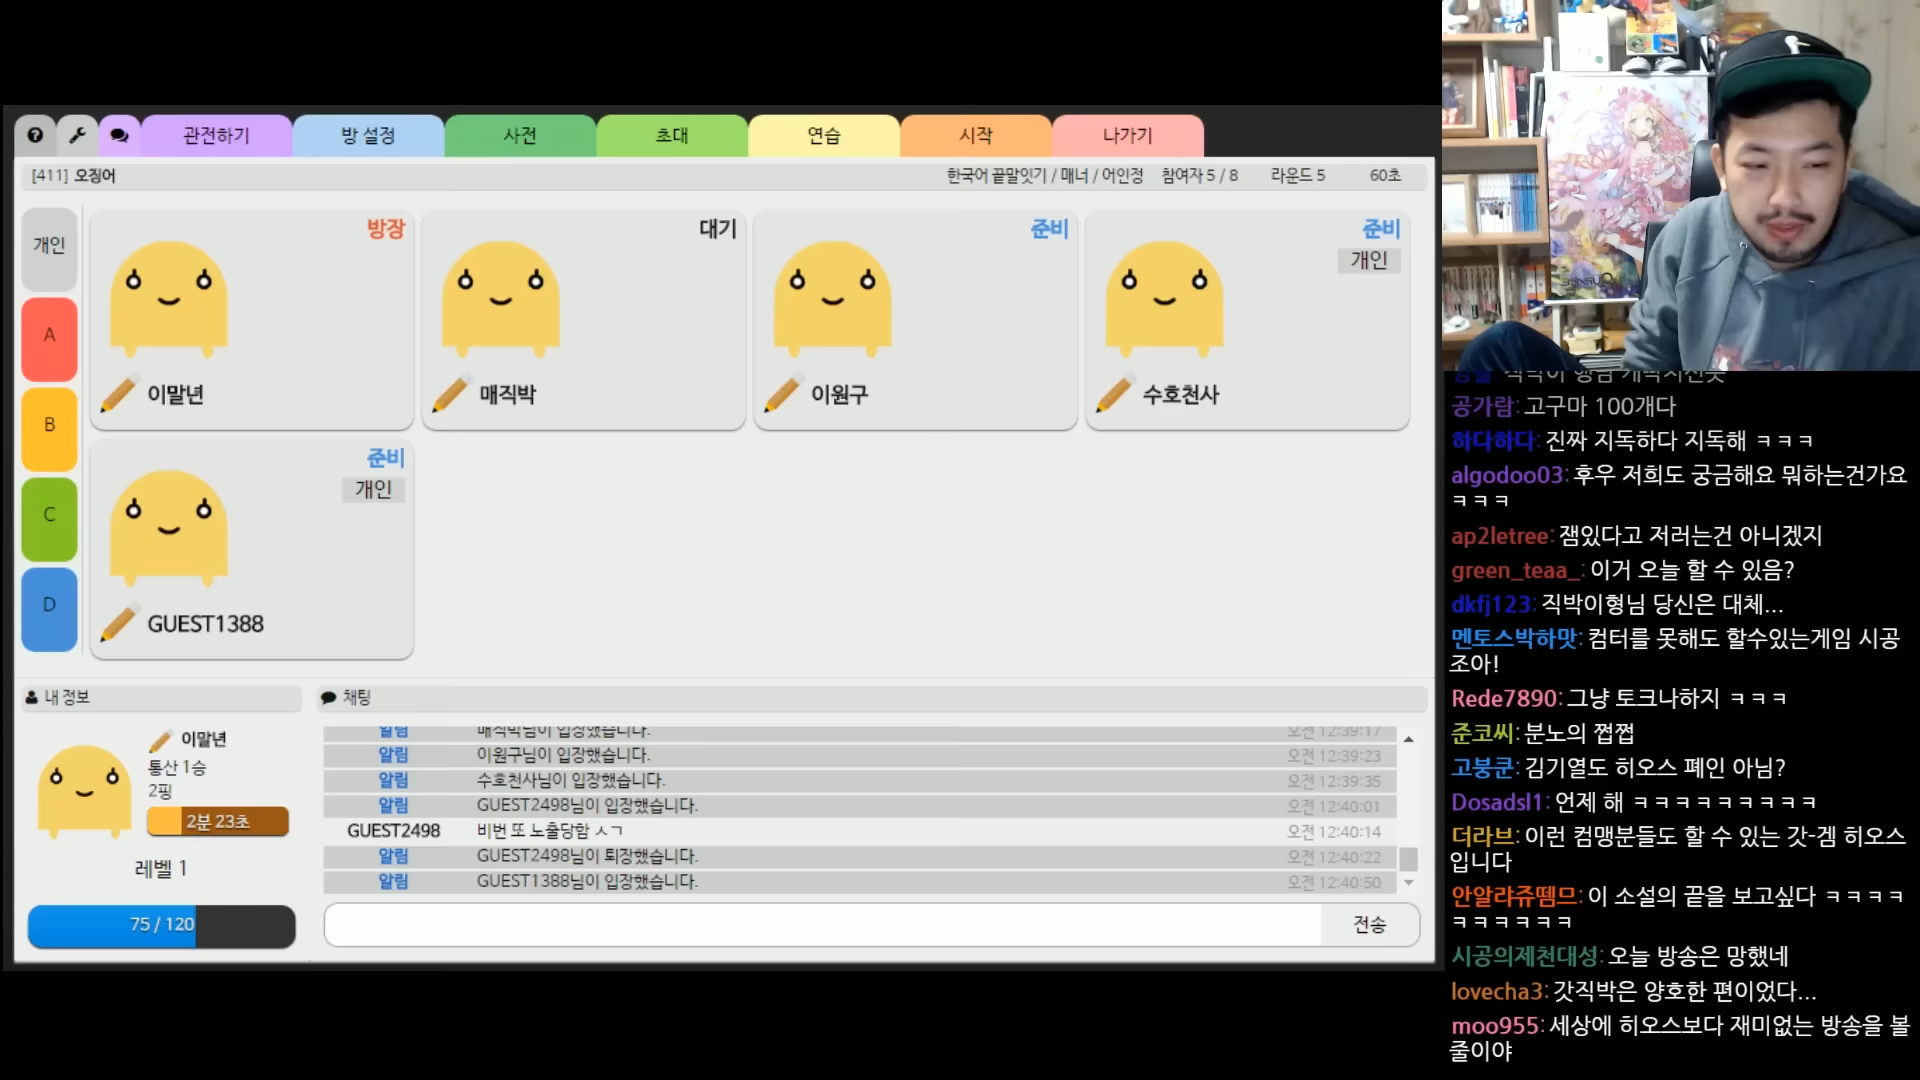 관전하기
방 설정
사전
초대
연습
시작
나가기
[411] 오징어
한국어 끝말잇기 / 매너 / 어인정 참여자 5 / 8 라운드 5 60초
개인
A
B
C
D
방장
이말년
대기
매직박
준비
이원구
준비
개인
수호천사
준비
개인
GUEST1388
내 정보
이말년
통산 1승
2핑
2분 23초
레벨 1
75 / 120
채팅
알림 매직박님이 입장했습니다. 오전 12:39:17
알림 이원구님이 입장했습니다. 오전 12:39:23
알림 수호천사님이 입장했습니다. 오전 12:39:35
알림 GUEST2498님이 입장했습니다. 오전 12:40:01
GUEST2498 비번 또 노출당함 ㅅㄱ 오전 12:40:14
알림 GUEST2498님이 퇴장했습니다. 오전 12:40:22
알림 GUEST1388님이 입장했습니다. 오전 12:40:50
전송
공가람: 고구마 100개다
하다하다: 진짜 지독하다 지독해 ㅋㅋㅋ
algodoo03: 후우 저희도 궁금해요 뭐하는건가요
ㅋㅋㅋ
ap2letree: 잼있다고 저러는건 아니겠지
green_teaa_: 이거 오늘 할 수 있음?
dkfj123: 직박이형님 당신은 대체...
멘토스박하맛: 컴터를 못해도 할수있는게임 시공
조아!
Rede7890: 그냥 토크나하지 ㅋㅋㅋ
준코씨: 분노의 쩝쩝
고붕쿤: 김기열도 히오스 폐인 아님?
Dosadsl1: 언제 해 ㅋㅋㅋㅋㅋㅋㅋㅋㅋ
더라브: 이런 컴맹분들도 할 수 있는 갓-겜 히오스
입니다
안알랴쥬뗌므: 이 소설의 끝을 보고싶다 ㅋㅋㅋㅋ
ㅋㅋㅋㅋㅋㅋ
시공의제천대성: 오늘 방송은 망했네
lovecha3: 갓직박은 양호한 편이었다...
moo955: 세상에 히오스보다 재미없는 방송을 볼
줄이야